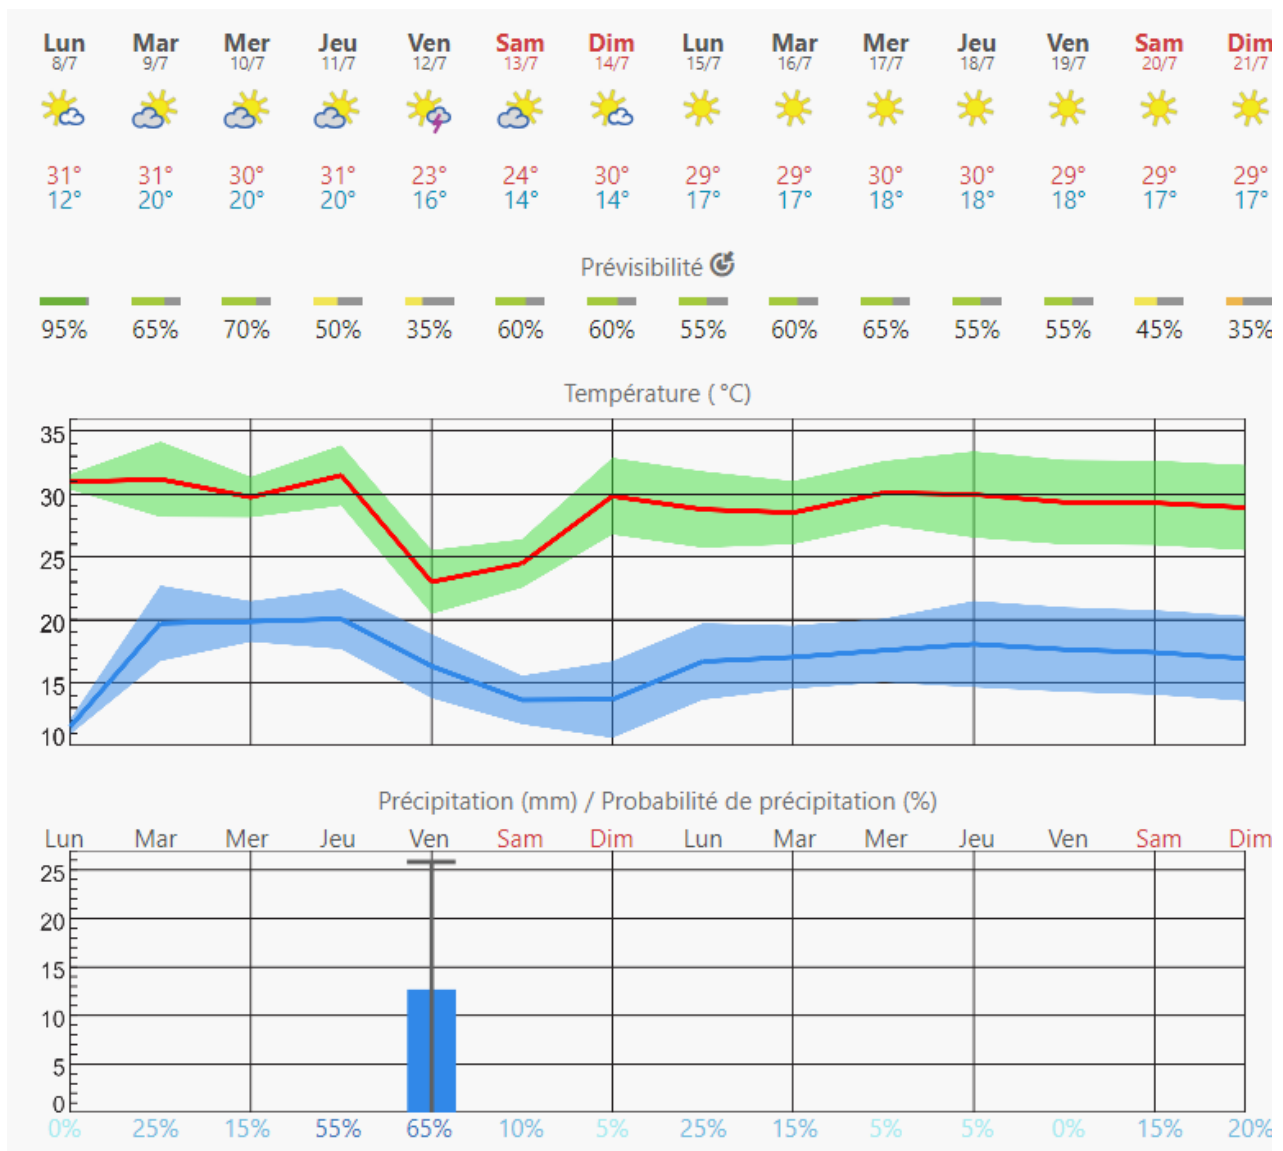 Lun Mar Mer Jeu Ven Sam Dim Lun Mar Mer Jeu Ven Sam Dim
8/7 9/7 10/7 11/7 12/7 13/7 14/7 15/7 16/7 17/7 18/7 19/7 20/7 21/7
31° 31° 30° 31° 23° 24° 30° 29° 29° 30° 30° 29° 29° 29°
12° 20° 20° 20° 16° 14° 14° 17° 17° 18° 18° 18° 17° 17°
Prévisibilité
95% 65% 70% 50% 35% 60% 60% 55% 60% 65% 55% 55% 45% 35%
Température ( °C)
35
30
25
20
15
10
Précipitation (mm) / Probabilité de précipitation (%)
Lun Mar Mer Jeu Ven Sam Dim Lun Mar Mer Jeu Ven Sam Dim
25
20
15
10
5
0
0% 25% 15% 55% 65% 10% 5% 25% 15% 5% 5% 0% 15% 20%